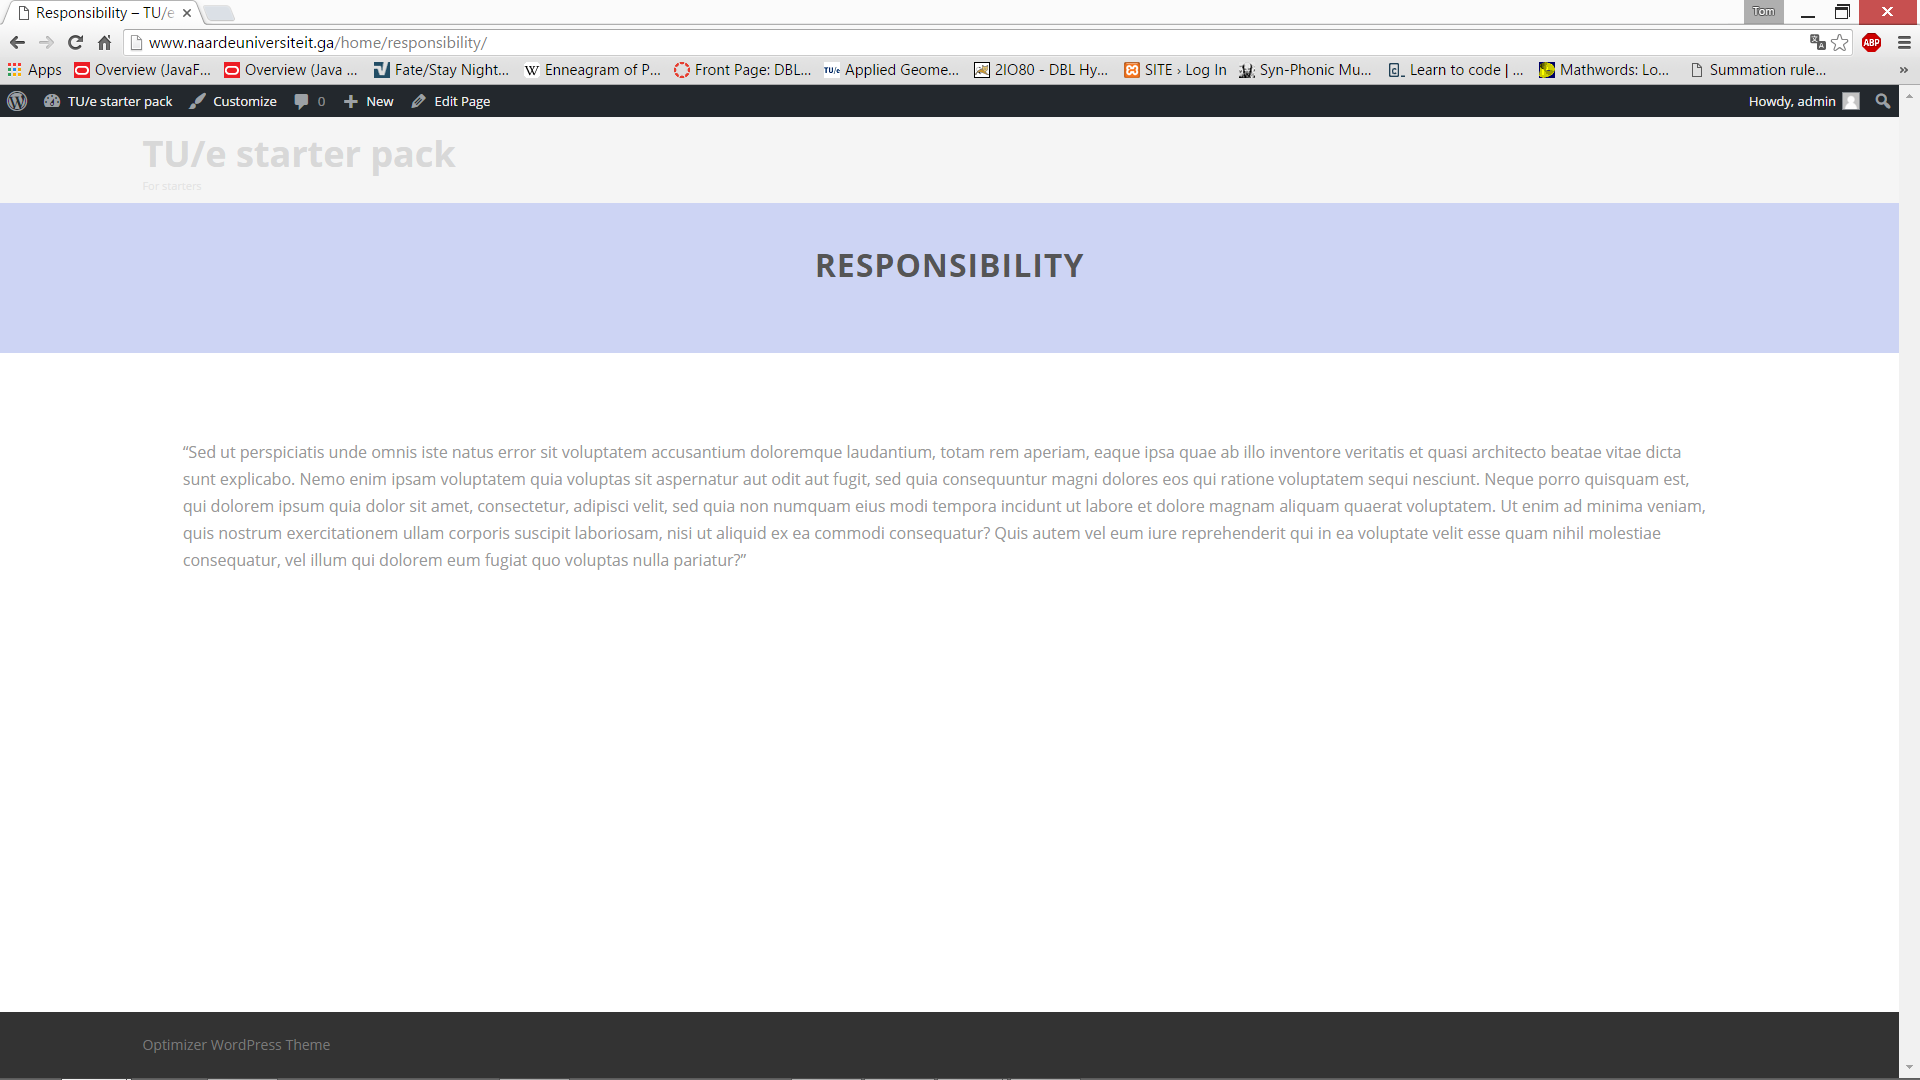 Responsibility – TU/e
Tom
www.naardeuniversiteit.ga/home/responsibility/
ABP
Apps Overview (JavaF... Overview (Java ... Fate/Stay Night... W Enneagram of P... Front Page: DBL... TU/e Applied Geome... 2IO80 - DBL Hy... SITE › Log In Syn-Phonic Mu... Learn to code | ... Mathwords: Lo... Summation rule... »
TU/e starter pack Customize 0 New Edit Page Howdy, admin
TU/e starter pack
For starters
RESPONSIBILITY
“Sed ut perspiciatis unde omnis iste natus error sit voluptatem accusantium doloremque laudantium, totam rem aperiam, eaque ipsa quae ab illo inventore veritatis et quasi architecto beatae vitae dicta
sunt explicabo. Nemo enim ipsam voluptatem quia voluptas sit aspernatur aut odit aut fugit, sed quia consequuntur magni dolores eos qui ratione voluptatem sequi nesciunt. Neque porro quisquam est,
qui dolorem ipsum quia dolor sit amet, consectetur, adipisci velit, sed quia non numquam eius modi tempora incidunt ut labore et dolore magnam aliquam quaerat voluptatem. Ut enim ad minima veniam,
quis nostrum exercitationem ullam corporis suscipit laboriosam, nisi ut aliquid ex ea commodi consequatur? Quis autem vel eum iure reprehenderit qui in ea voluptate velit esse quam nihil molestiae
consequatur, vel illum qui dolorem eum fugiat quo voluptas nulla pariatur?”
Optimizer WordPress Theme